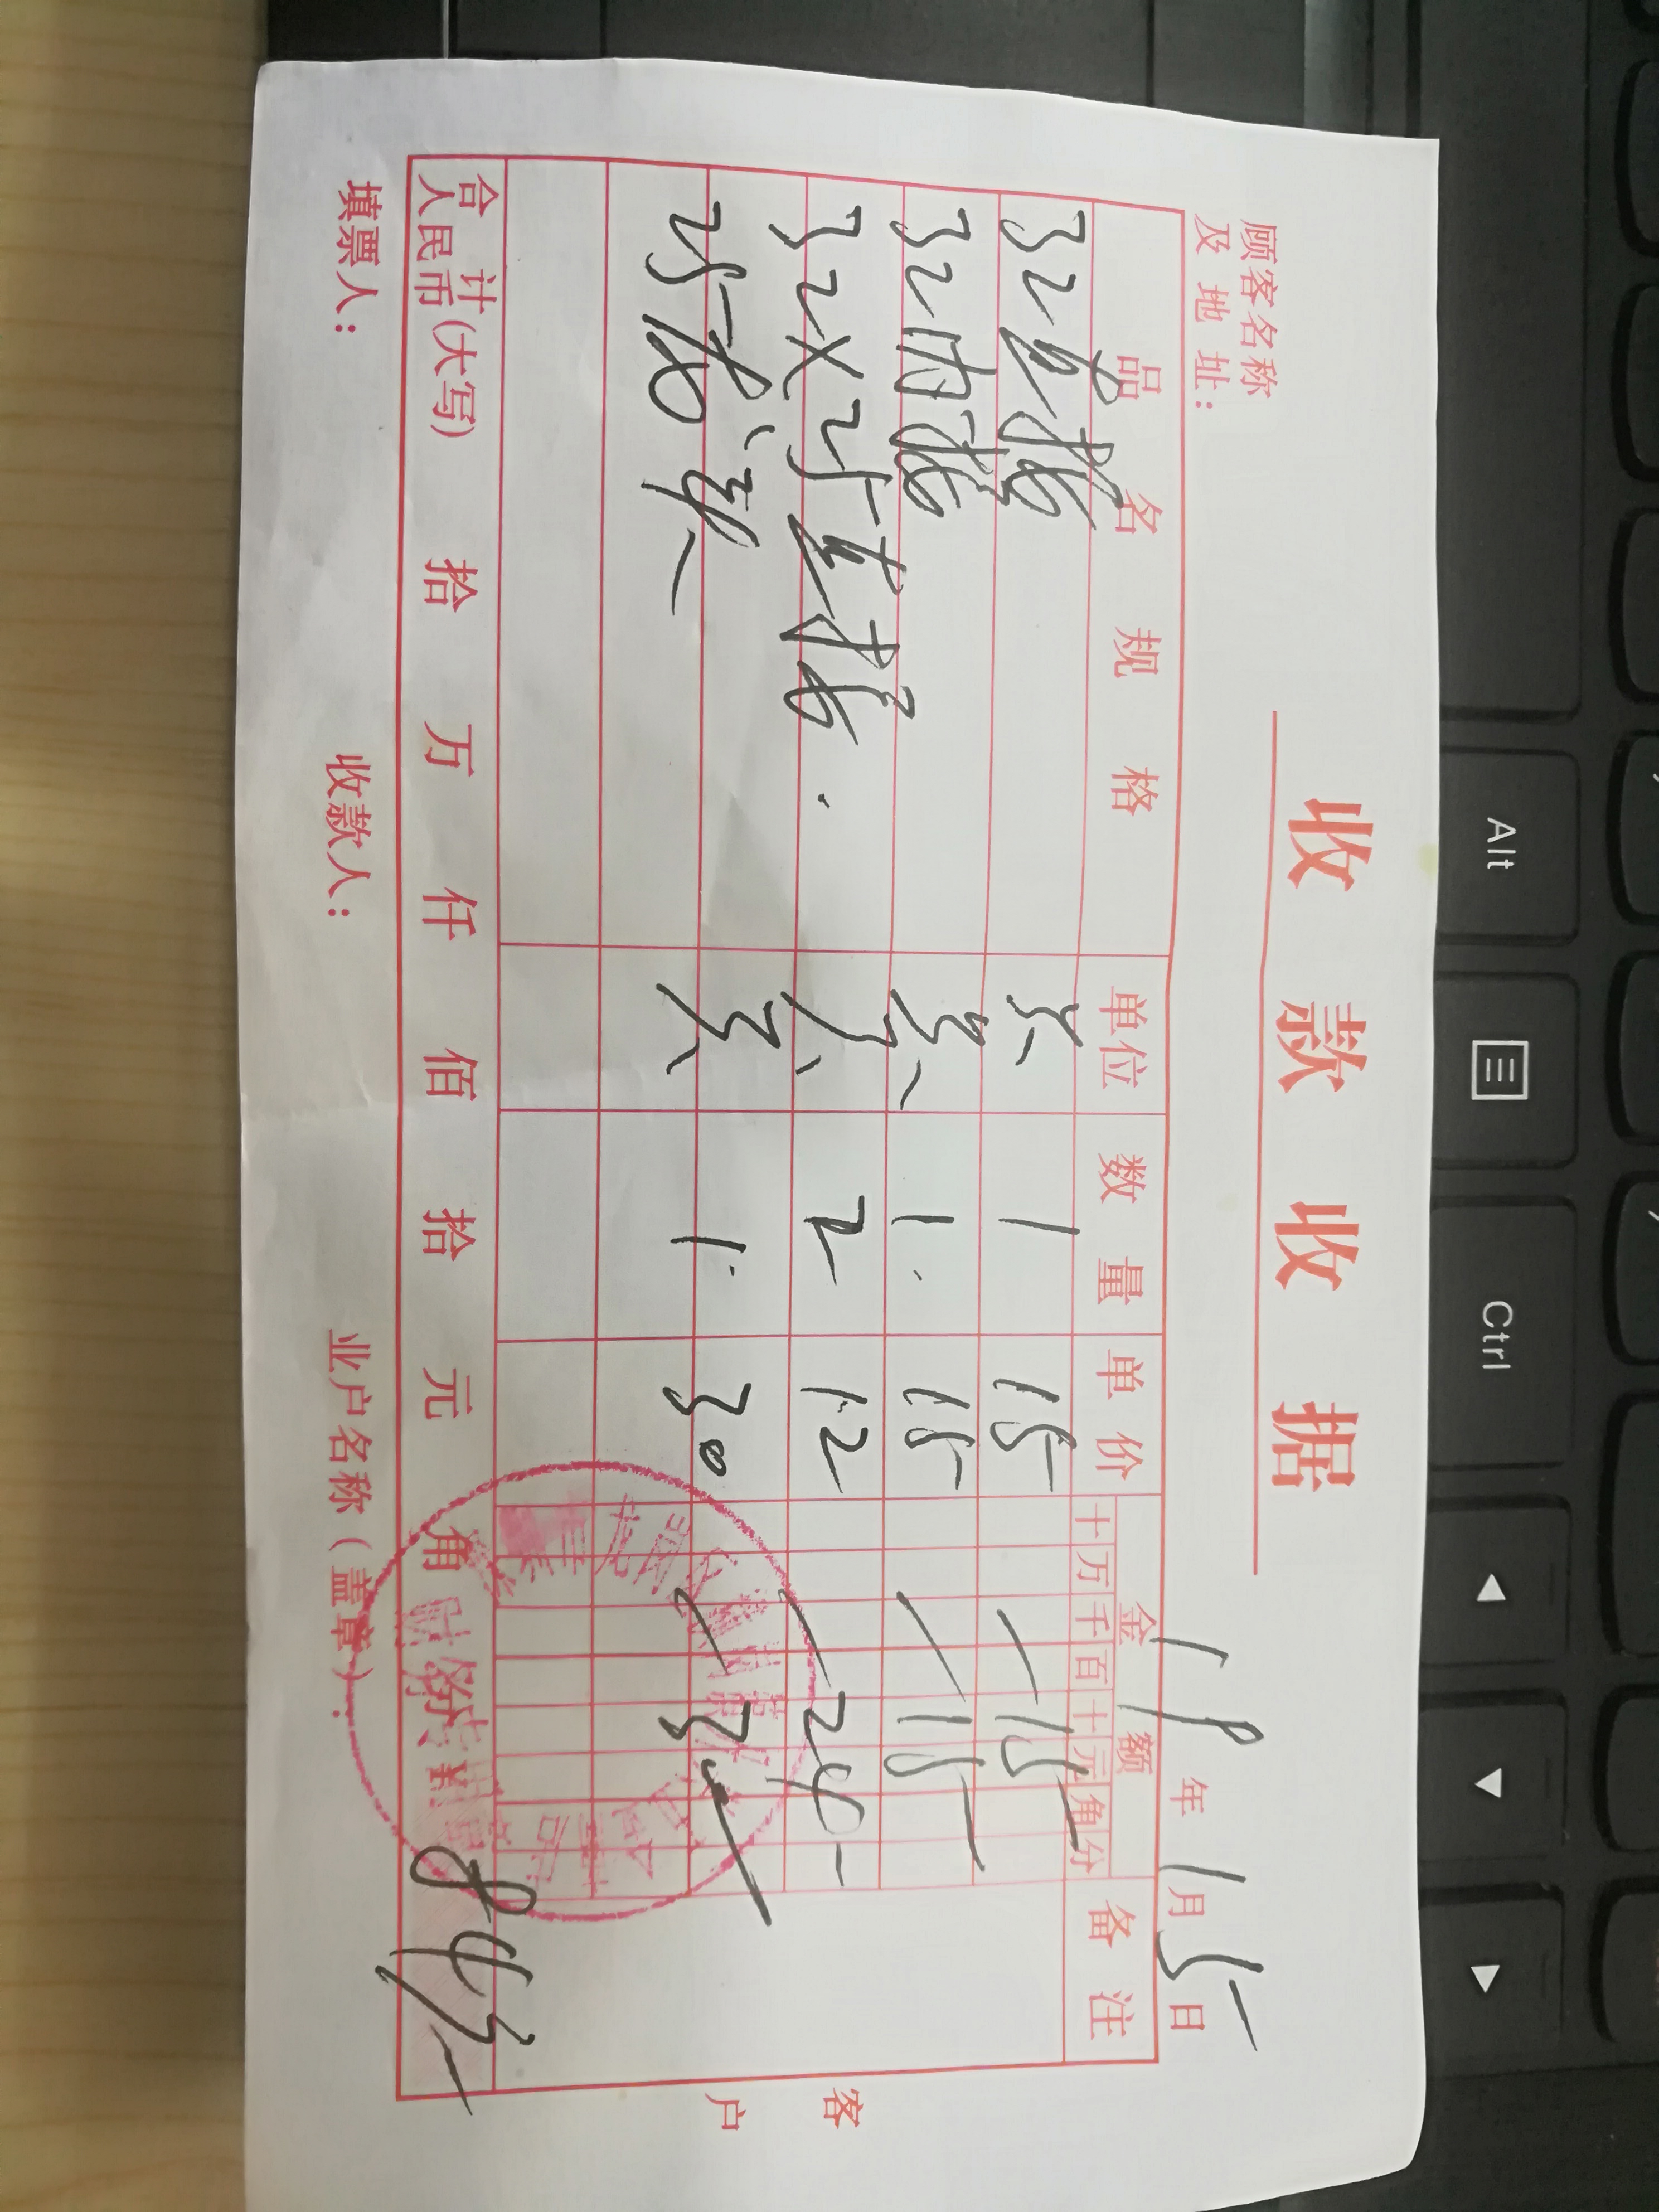 Alt Ctrl
收款收据
顾客名称
及地址：
19年1月5日
品名规格 单位 数量 单价 金额 备注
十 万 千 百 十 元 角 分
32直接 只 1 15 15
32内接 只 1 15 15
32×25直接 只 2 12 24
25龙头 只 1 30 30
客户
合计人民币(大写) 拾 万 仟 佰 拾 元 角 分 ¥ 84元
财务专用章
填票人： 收款人： 业户名称（盖章）：